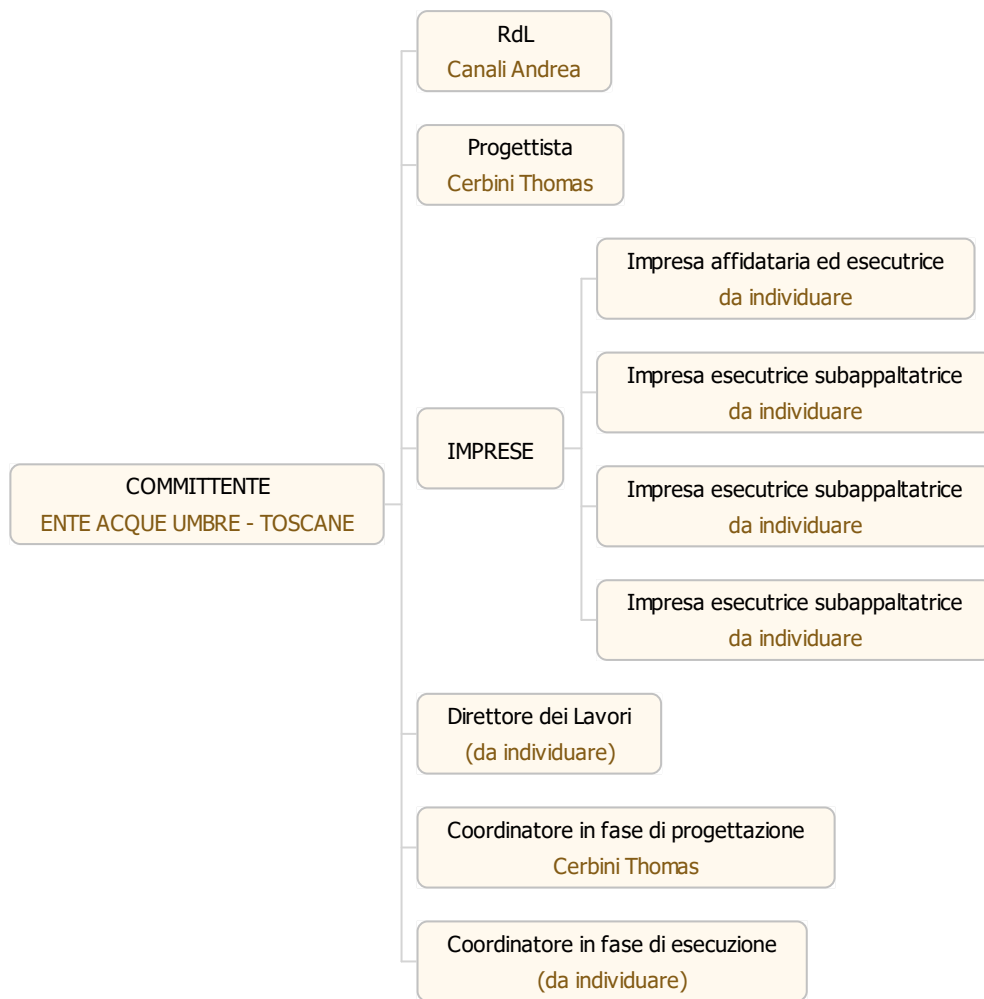 RdL
Canali Andrea
Progettista
Cerbini Thomas
Impresa affidataria ed esecutrice
da individuare
Impresa esecutrice subappaltatrice
da individuare
IMPRESE
COMMITTENTE
ENTE ACQUE UMBRE - TOSCANE
Impresa esecutrice subappaltatrice
da individuare
Impresa esecutrice subappaltatrice
da individuare
Direttore dei Lavori
(da individuare)
Coordinatore in fase di progettazione
Cerbini Thomas
Coordinatore in fase di esecuzione
(da individuare)